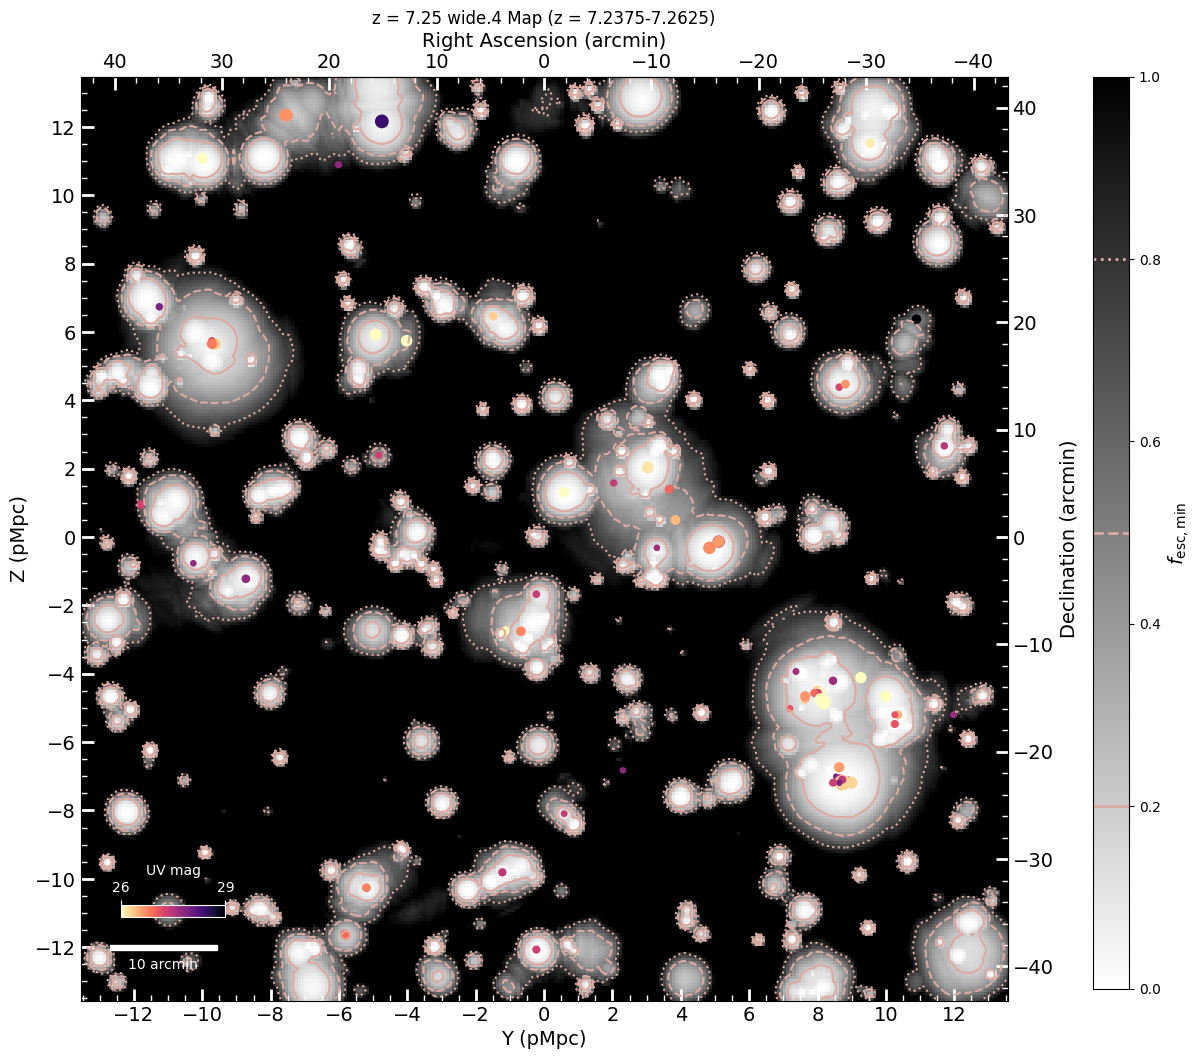 z = 7.25 wide.4 Map (z = 7.2375-7.2625)
Right Ascension (arcmin)
40 30 20 10 0 −10 −20 −30 −40
12
10
8
6
4
2
0
−2
−4
−6
−8
−10
−12
Z (pMpc)
UV mag
26 29
10 arcmin
−12 −10 −8 −6 −4 −2 0 2 4 6 8 10 12
Y (pMpc)
40
30
20
10
0
−10
−20
−30
−40
Declination (arcmin)
1.0
0.8
0.6
0.4
0.2
0.0
fesc,min